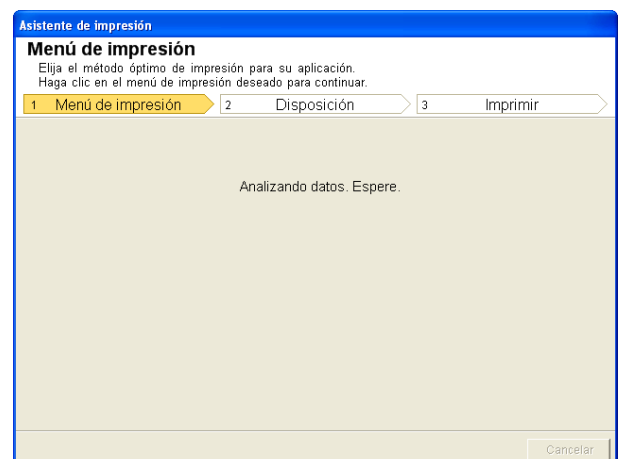 Asistente de impresión
Menú de impresión
Elija el método óptimo de impresión para su aplicación.
Haga clic en el menú de impresión deseado para continuar.
1 Menú de impresión 2 Disposición 3 Imprimir
Analizando datos. Espere.
Cancelar